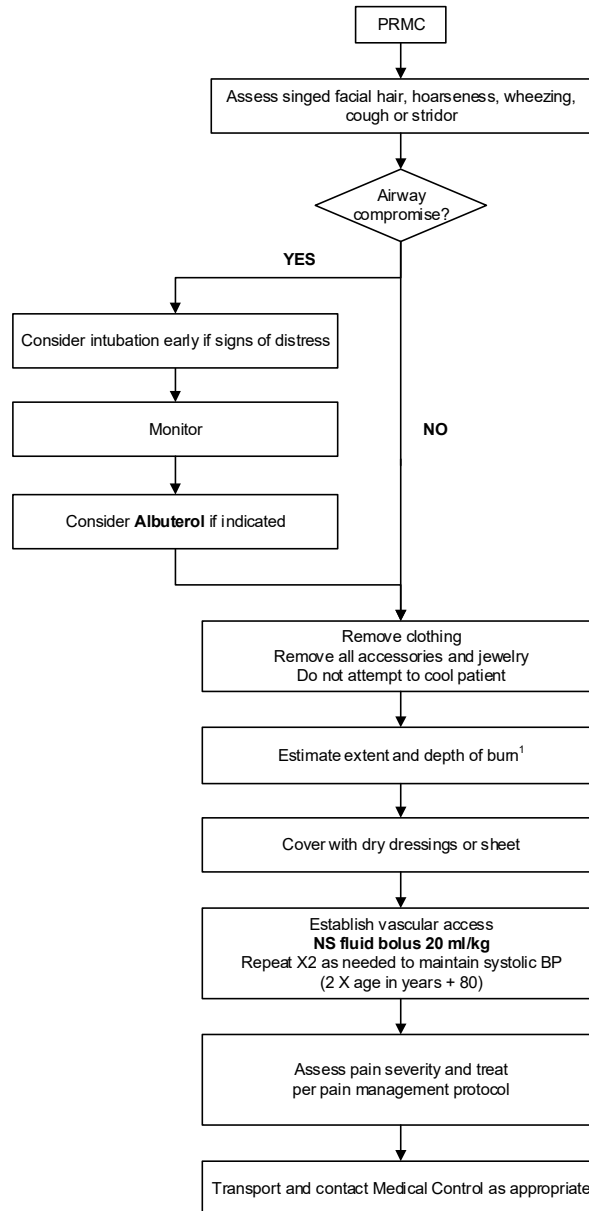 PRMC
Assess singed facial hair, hoarseness, wheezing,
cough or stridor
Airway
compromise?
YES
Consider intubation early if signs of distress
Monitor
NO
Consider Albuterol if indicated
Remove clothing
Remove all accessories and jewelry
Do not attempt to cool patient
Estimate extent and depth of burn1
Cover with dry dressings or sheet
Establish vascular access
NS fluid bolus 20 ml/kg
Repeat X2 as needed to maintain systolic BP
(2 X age in years + 80)
Assess pain severity and treat
per pain management protocol
Transport and contact Medical Control as appropriate